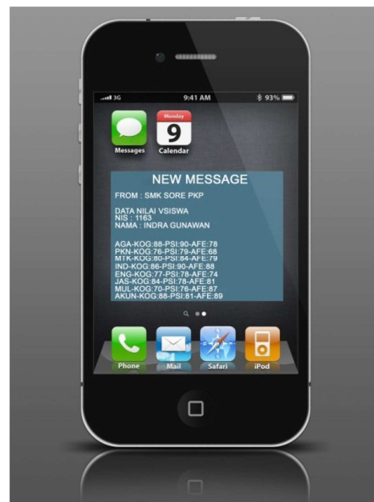 3G 9:41 AM 93%
Monday
9
Messages Calendar
NEW MESSAGE
FROM : SMK SORE PKP
DATA NILAI VSISWA
NIS : 1163
NAMA : INDRA GUNAWAN
AGA-KOG:88-PSI:90-AFE:78
PKN-KOG:76-PSI:79-AFE:68
MTK-KOG:80-PSI:84-AFE:79
IND-KOG:86-PSI:90-AFE:88
ENG-KOG:77-PSI:78-AFE:74
JAS-KOG:84-PSI:78-AFE:81
MUL-KOG:70-PSI:76-AFE:87
AKUN-KOG:88-PSI:81-AFE:89
Phone Mail Safari iPod